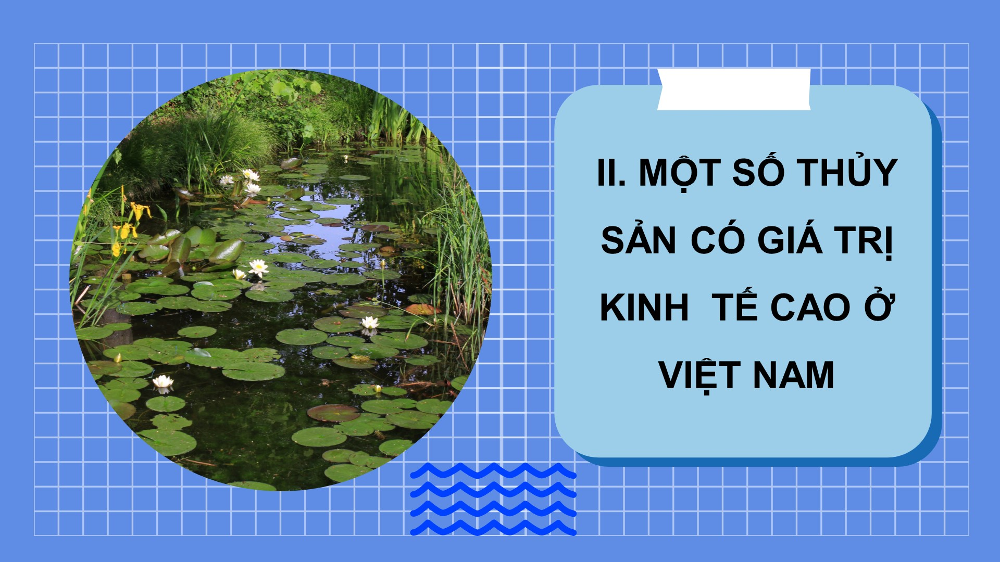 II. MỘT SỐ THỦY
SẢN CÓ GIÁ TRỊ
KINH  TẾ CAO Ở
VIỆT NAM